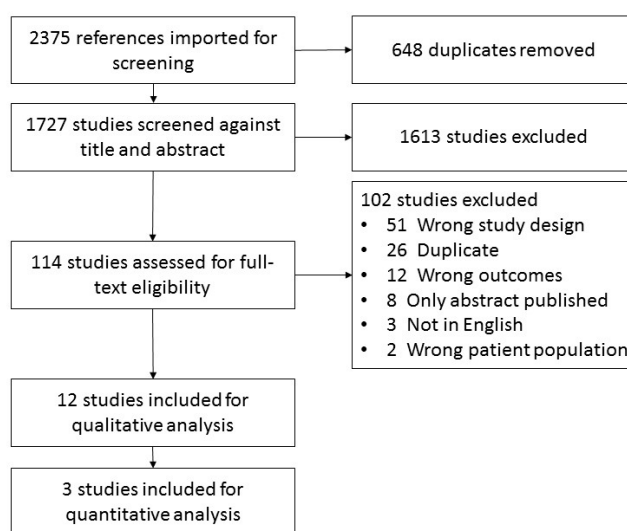 2375 references imported for
screening
648 duplicates removed
1727 studies screened against
title and abstract
1613 studies excluded
114 studies assessed for full-
text eligibility
102 studies excluded
• 51 Wrong study design
• 26 Duplicate
• 12 Wrong outcomes
• 8 Only abstract published
• 3 Not in English
• 2 Wrong patient population
12 studies included for
qualitative analysis
3 studies included for
quantitative analysis